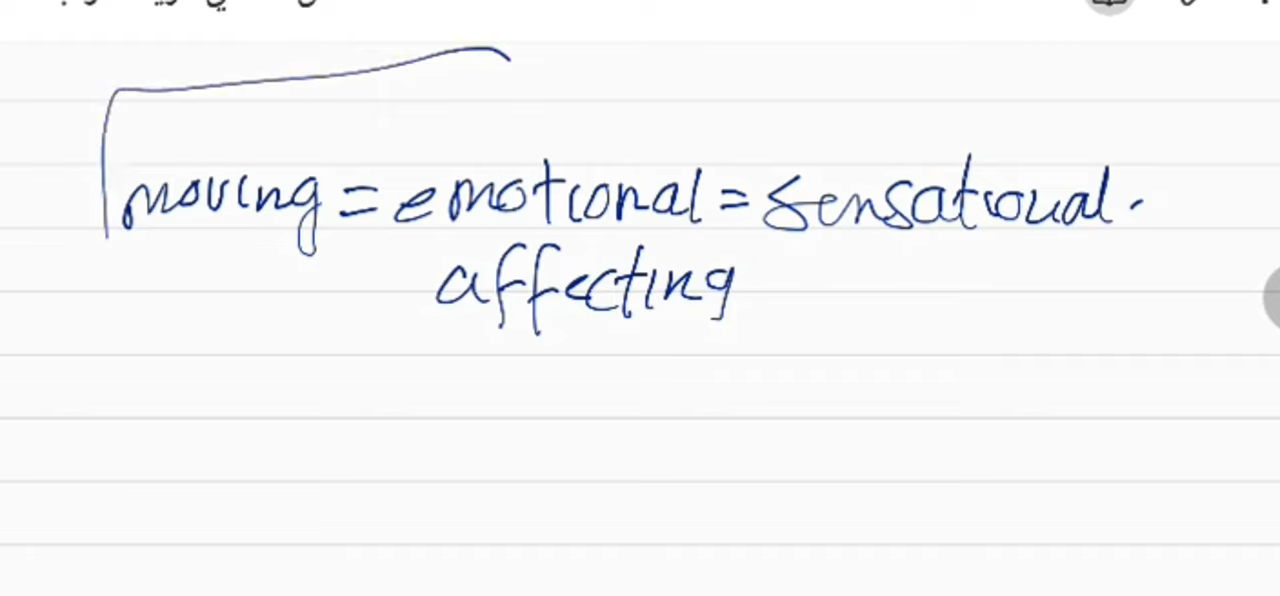 moving = emotional = sensational.
affecting